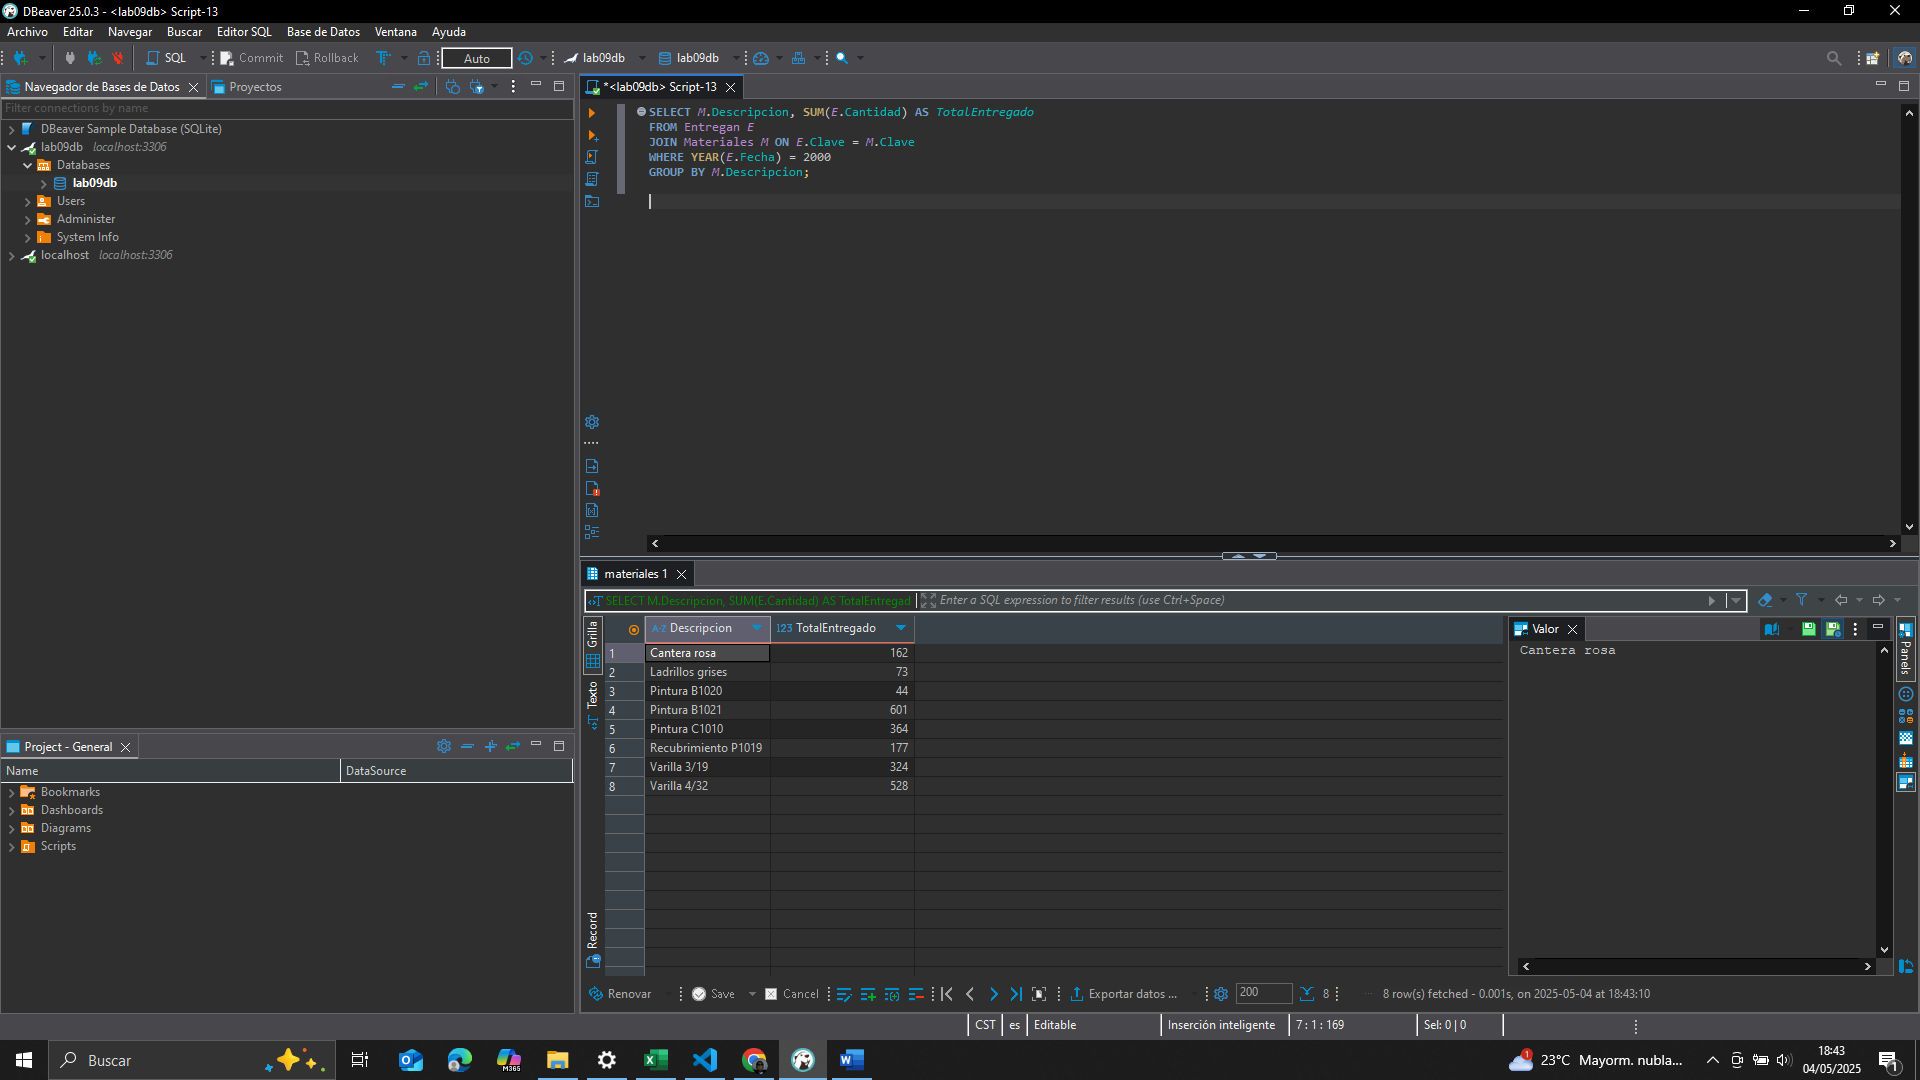 DBeaver 25.0.3 - <lab09db> Script-13
Archivo Editar Navegar Buscar Editor SQL Base de Datos Ventana Ayuda
SQL Commit Rollback Auto lab09db lab09db
Navegador de Bases de Datos Proyectos
Filter connections by name
DBeaver Sample Database (SQLite)
lab09db localhost:3306
Databases
lab09db
Users
Administer
System Info
localhost localhost:3306
*<lab09db> Script-13
SELECT M.Descripcion, SUM(E.Cantidad) AS TotalEntregado
FROM Entregan E
JOIN Materiales M ON E.Clave = M.Clave
WHERE YEAR(E.Fecha) = 2000
GROUP BY M.Descripcion;
Project - General
Name DataSource
Bookmarks
Dashboards
Diagrams
Scripts
materiales 1
SELECT M.Descripcion, SUM(E.Cantidad) AS TotalEntregad Enter a SQL expression to filter results (use Ctrl+Space)
Grilla
Texto
Record
A-Z Descripcion 123 TotalEntregado
1 Cantera rosa 162
2 Ladrillos grises 73
3 Pintura B1020 44
4 Pintura B1021 601
5 Pintura C1010 364
6 Recubrimiento P1019 177
7 Varilla 3/19 324
8 Varilla 4/32 528
Valor
Cantera rosa
Panels
Renovar Save Cancel Exportar datos ... 200 8 8 row(s) fetched - 0.001s, on 2025-05-04 at 18:43:10
CST es Editable Inserción inteligente 7 : 1 : 169 Sel: 0 | 0
Buscar
M365
1
23°C Mayorm. nubla...
18:43
04/05/2025
1